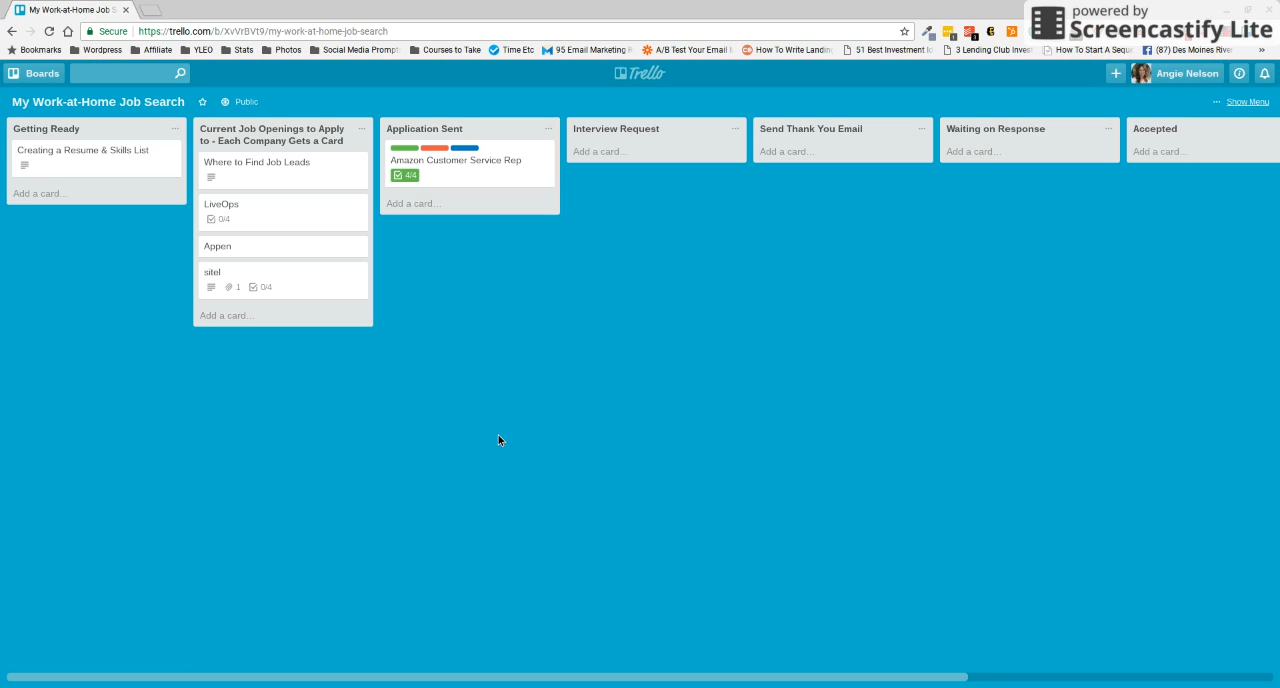 My Work-at-Home Job S
powered by
Screencastify Lite
Secure
https://trello.com/b/XvVrBVt9/my-work-at-home-job-search
Bookmarks
Wordpress
Affiliate
YLEO
Stats
Photos
Social Media Prompt
Courses to Take
Time Etc
95 Email Marketing
A/B Test Your Email
How To Write Landin
51 Best Investment
3 Lending Club Inves
How To Start A Sequ
(87) Des Moines Rive
»
Boards
Trello
Angie Nelson
My Work-at-Home Job Search
Public
Show Menu
Getting Ready
Creating a Resume & Skills List
Add a card…
Current Job Openings to Apply
to - Each Company Gets a Card
Where to Find Job Leads
LiveOps
0/4
Appen
sitel
1
0/4
Add a card…
Application Sent
Amazon Customer Service Rep
4/4
Add a card…
Interview Request
Add a card…
Send Thank You Email
Add a card…
Waiting on Response
Add a card…
Accepted
Add a card…